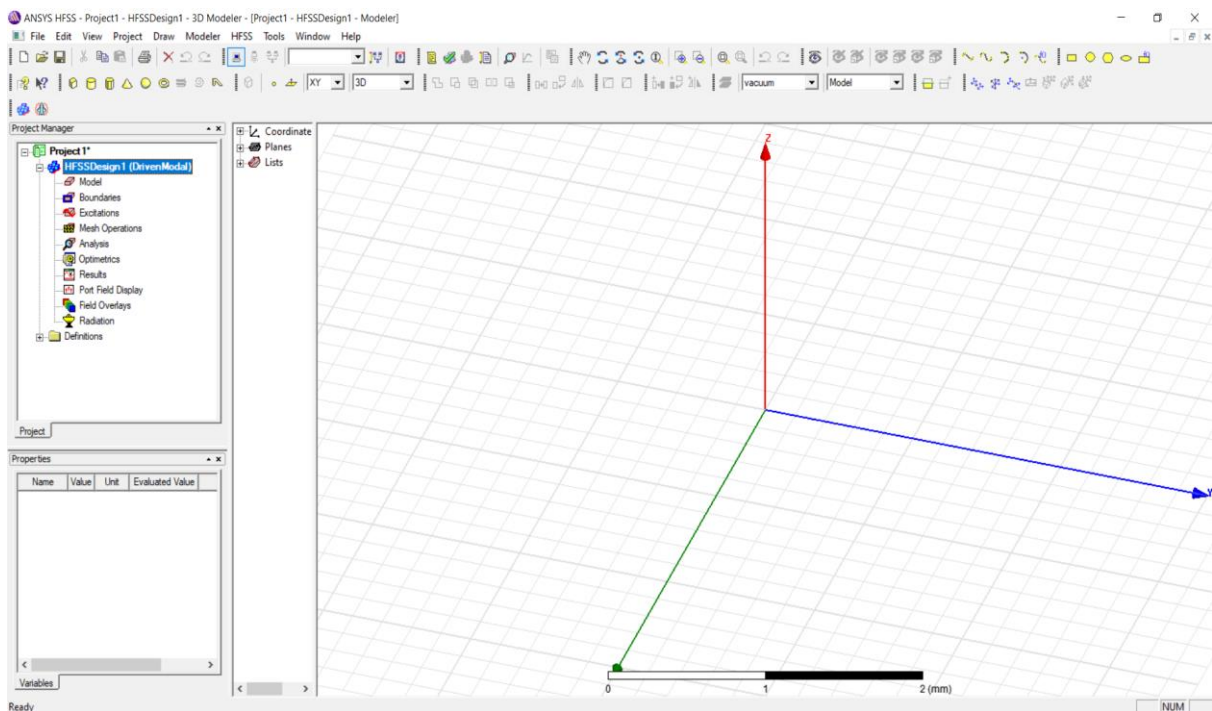 ANSYS HFSS - Project1 - HFSSDesign1 - 3D Modeler - [Project1 - HFSSDesign1 - Modeler]
File Edit View Project Draw Modeler HFSS Tools Window Help
XY 3D vacuum Model
Project Manager
Project1*
HFSSDesign1 (DrivenModal)
Model
Boundaries
Excitations
Mesh Operations
Analysis
Optimetrics
Results
Port Field Display
Field Overlays
Radiation
Definitions
Project
Properties
Name Value Unit Evaluated Value
Variables
Coordinate
Planes
Lists
Z
Y
0 1 2 (mm)
Ready NUM